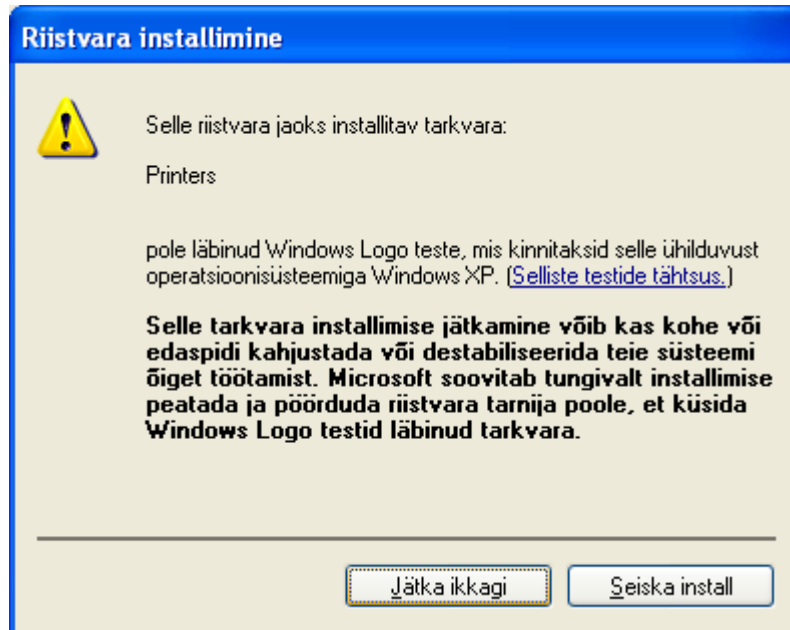 Riistvara installimine
Selle riistvara jaoks installitav tarkvara:
Printers
pole läbinud Windows Logo teste, mis kinnitaksid selle ühilduvust
operatsioonisüsteemiga Windows XP. (Selliste testide tähtsus.)
Selle tarkvara installimise jätkamine võib kas kohe või
edaspidi kahjustada või destabiliseerida teie süsteemi
õiget töötamist. Microsoft soovitab tungivalt installimise
peatada ja pöörduda riistvara tarnija poole, et küsida
Windows Logo testid läbinud tarkvara.
Jätka ikkagi
Seiska install